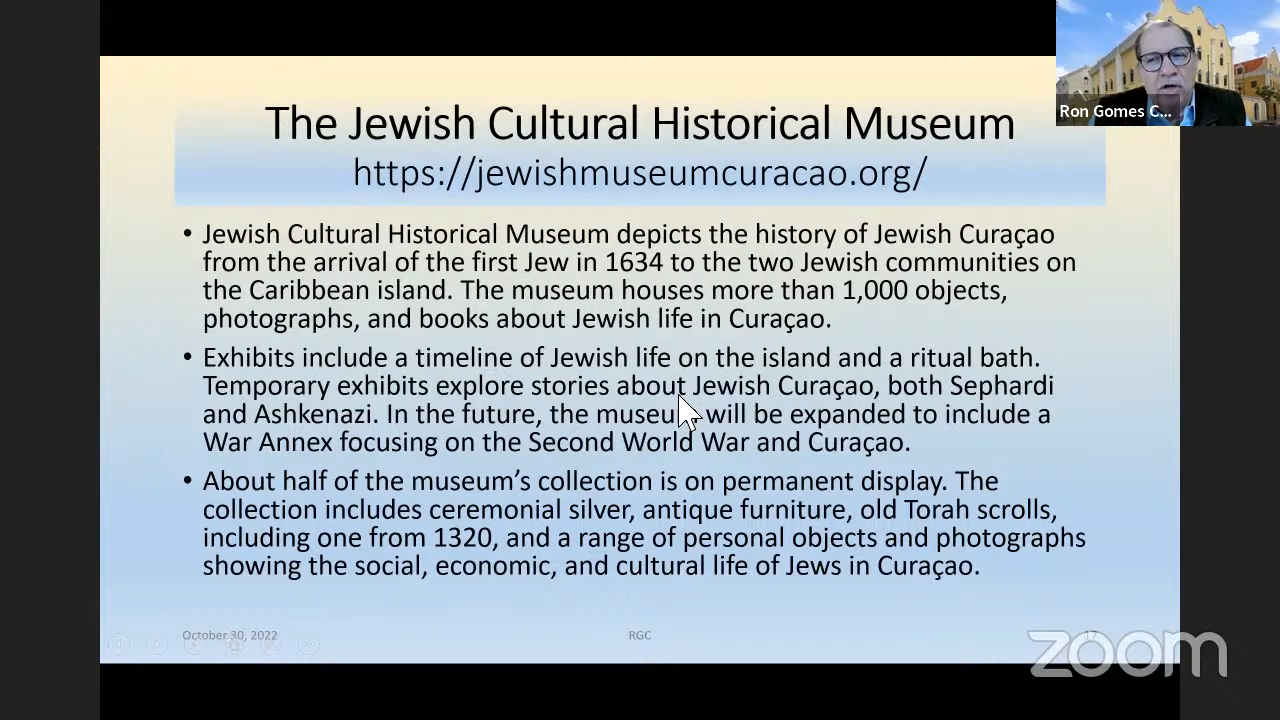 The Jewish Cultural Historical Museum
https://jewishmuseumcuracao.org/
Ron Gomes C...
• Jewish Cultural Historical Museum depicts the history of Jewish Curaçao
from the arrival of the first Jew in 1634 to the two Jewish communities on
the Caribbean island. The museum houses more than 1,000 objects,
photographs, and books about Jewish life in Curaçao.
• Exhibits include a timeline of Jewish life on the island and a ritual bath.
Temporary exhibits explore stories about Jewish Curaçao, both Sephardi
and Ashkenazi. In the future, the museum will be expanded to include a
War Annex focusing on the Second World War and Curaçao.
• About half of the museum’s collection is on permanent display. The
collection includes ceremonial silver, antique furniture, old Torah scrolls,
including one from 1320, and a range of personal objects and photographs
showing the social, economic, and cultural life of Jews in Curaçao.
October 30, 2022
RGC
zoom